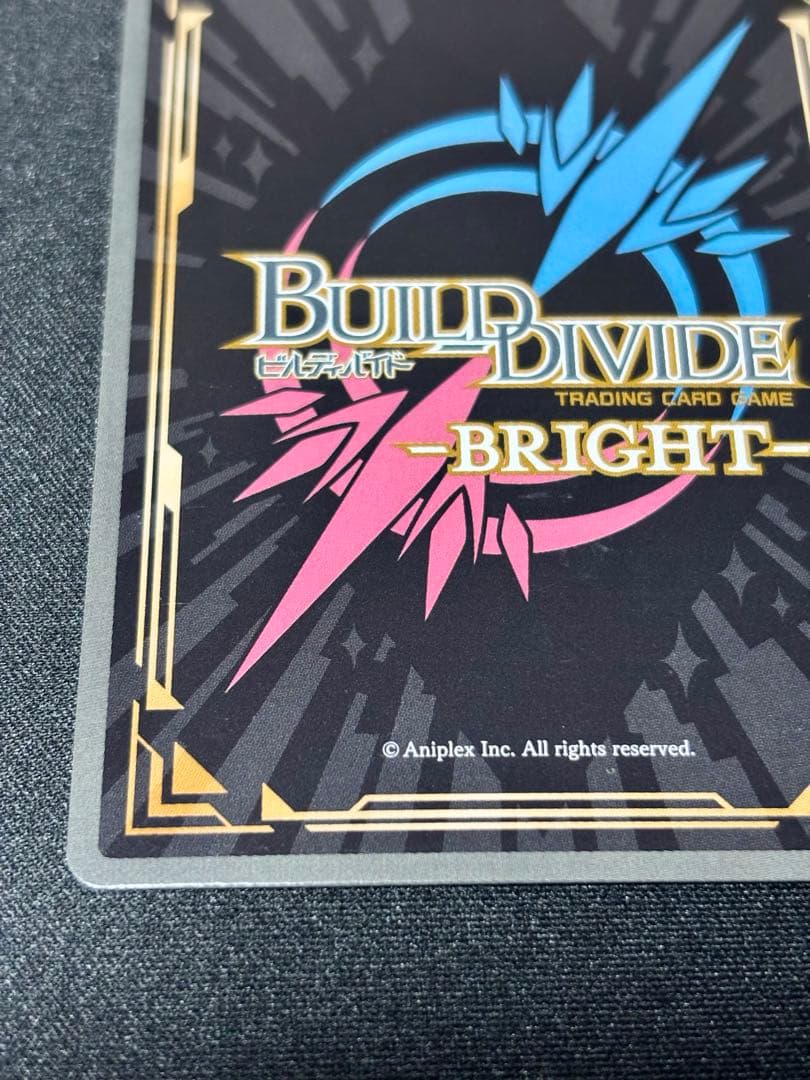 BUILD DIVIDE
ビルディバイド
TRADING CARD GAME
-BRIGHT-
© Aniplex Inc. All rights reserved.